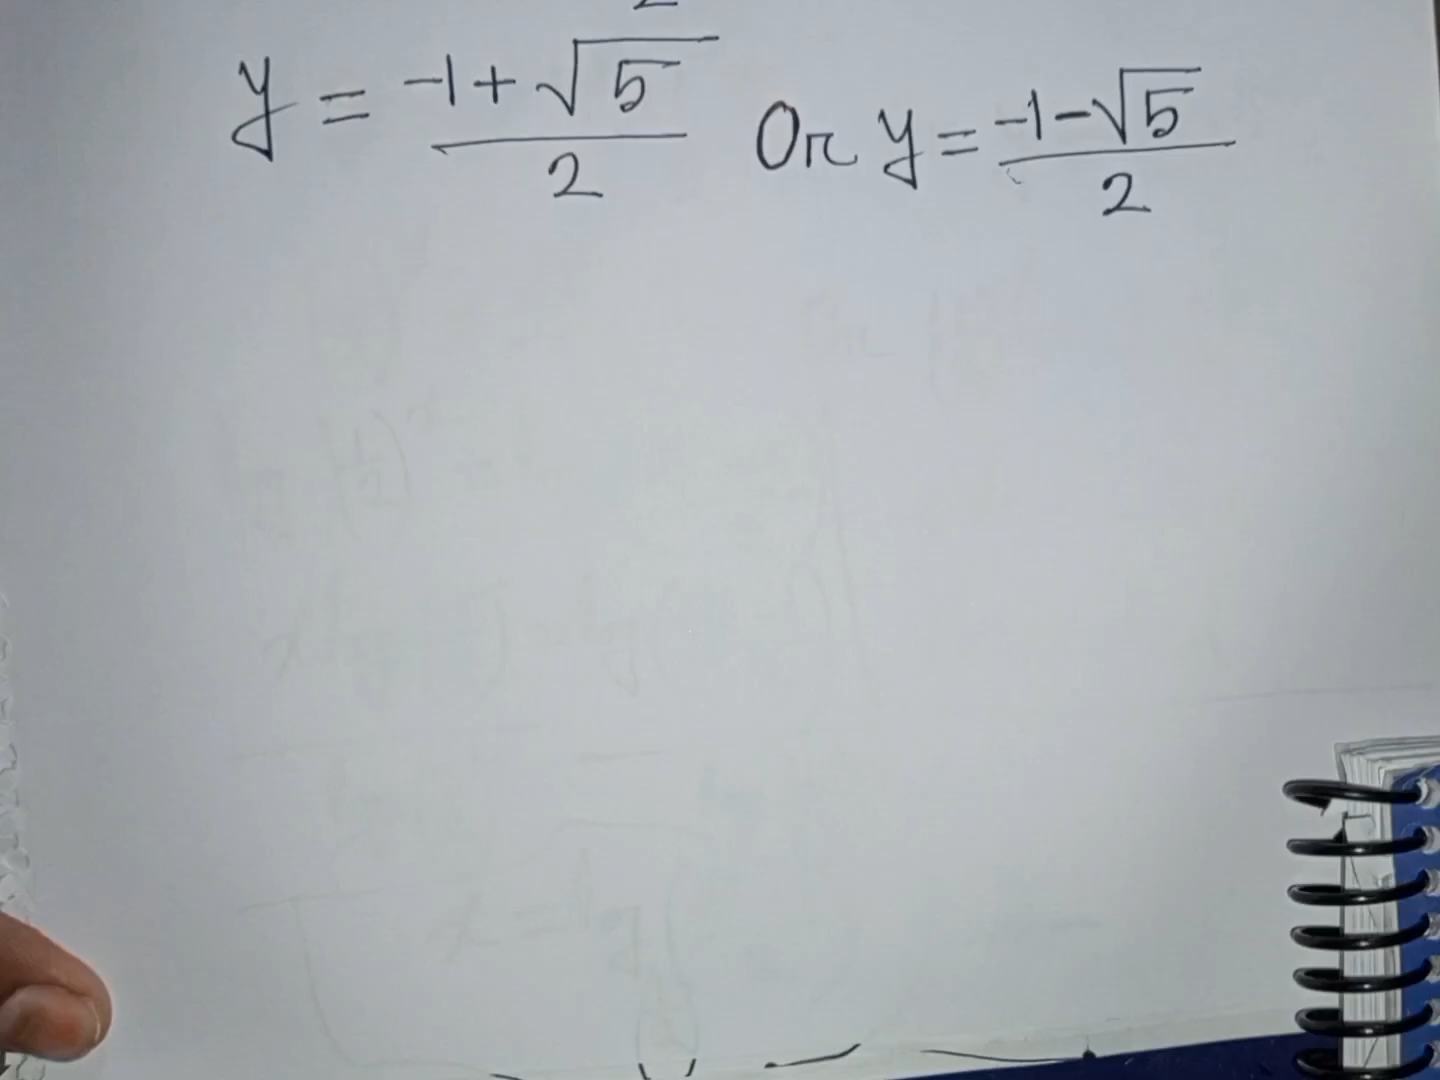 y = (-1+√5)/2 Or y = (-1-√5)/2